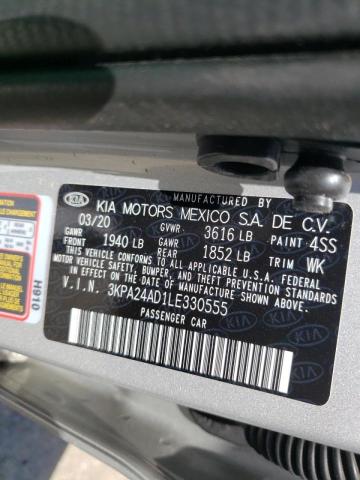 MANUFACTURED BY
KIA KIA MOTORS MEXICO S.A. DE C.V.
03/20 GVWR: 3616 LB PAINT 4SS
GAWR FRONT 1940 LB GAWR REAR 1852 LB TRIM WK
THIS VEHICLE CONFORMS TO ALL APPLICABLE U.S.A. FEDERAL
MOTOR VEHICLE SAFETY, BUMPER, AND THEFT PREVENTION
STANDARDS IN EFFECT ON THE DATE OF MANUFACTURE SHOWN ABOVE.
V.I.N. 3KPA24AD1LE330555
PASSENGER CAR
H910